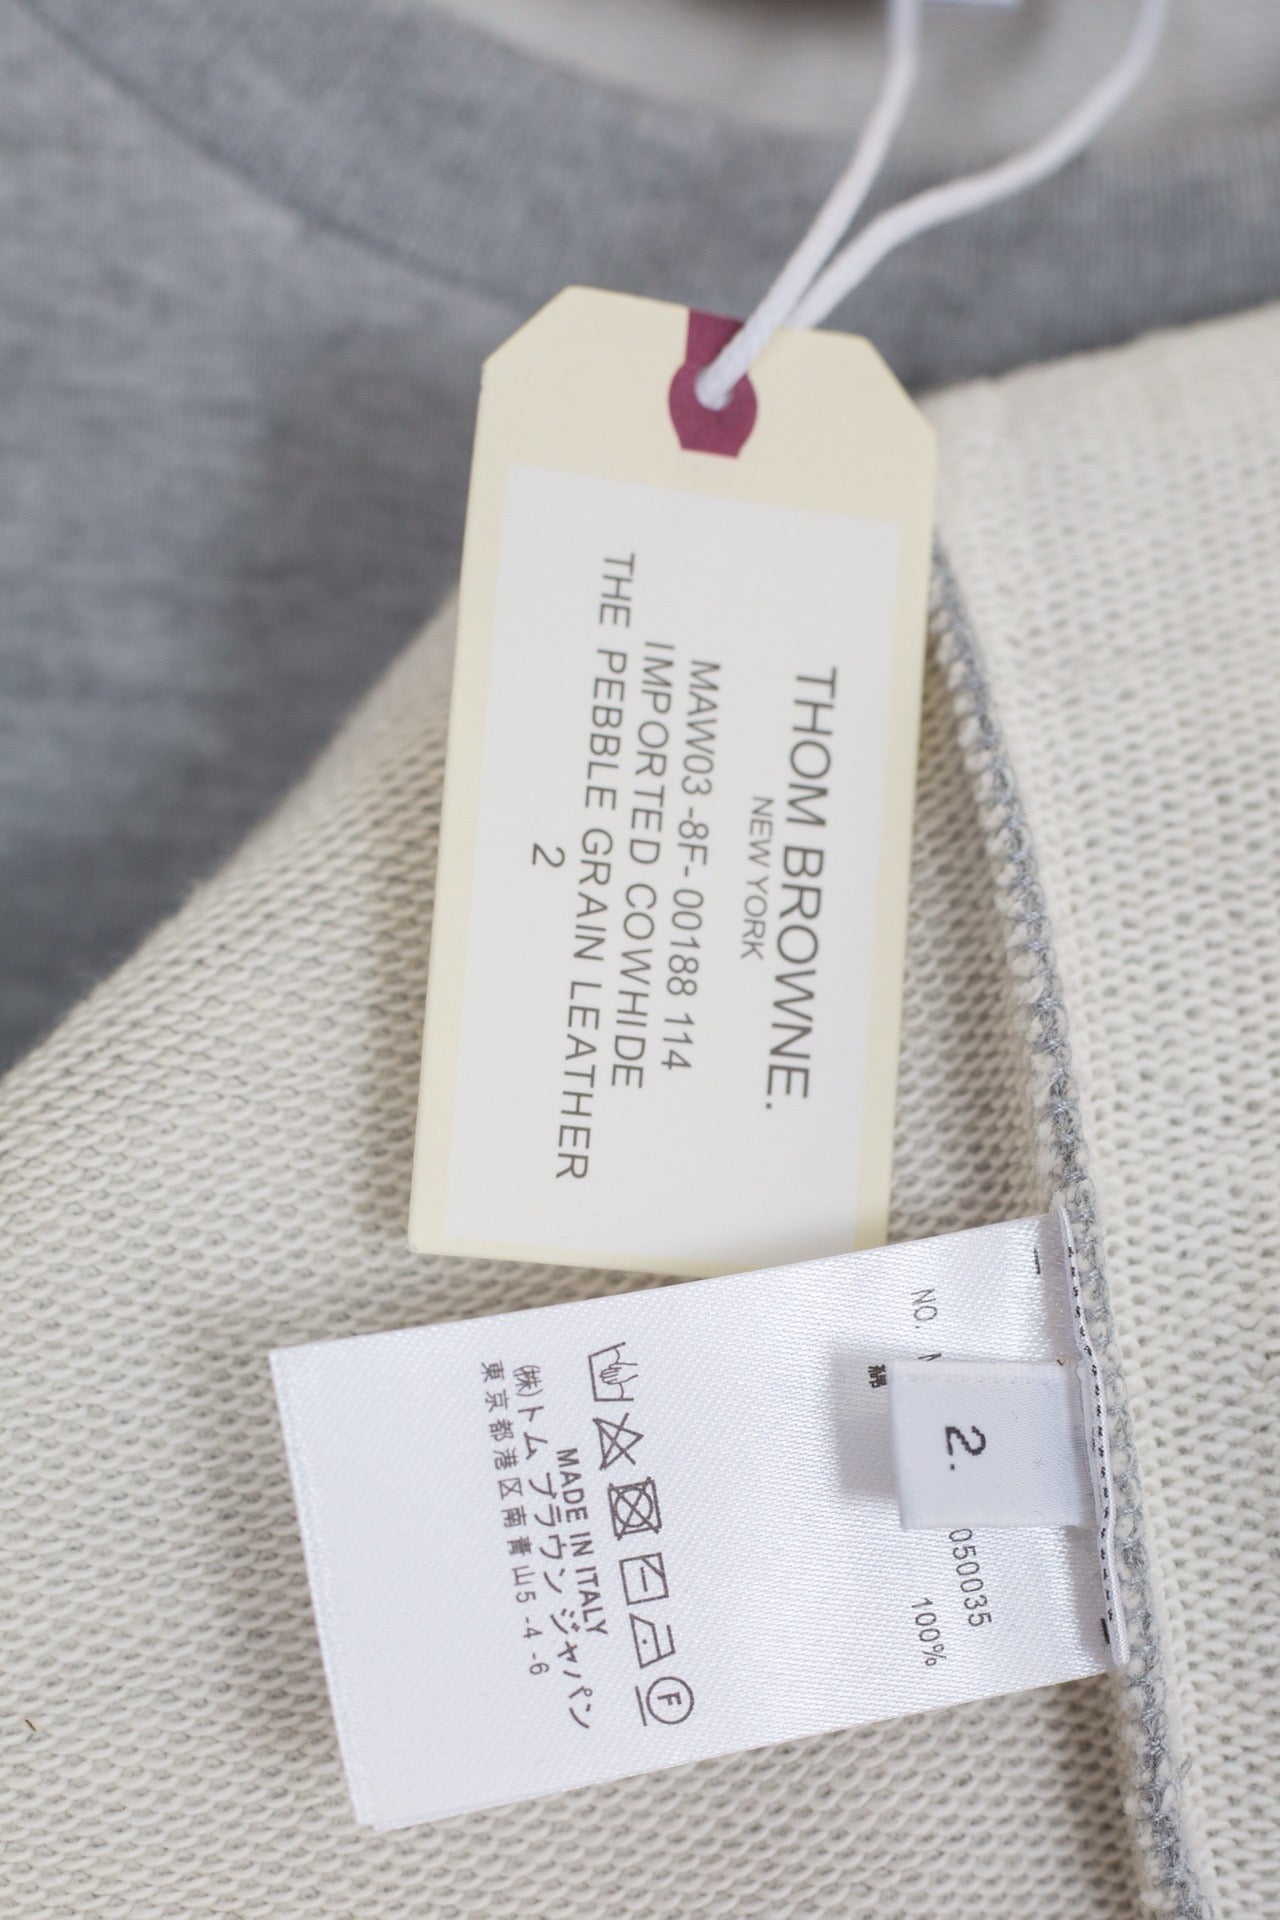 THOM BROWNE.
NEW YORK
MAW03 -8F- 00188 114
IMPORTED COWHIDE
THE PEBBLE GRAIN LEATHER
2
NO.
050035
2.
綿
100%
F
MADE IN ITALY
(株)トム ブラウン ジャパン
東京都港区南青山5-4-6